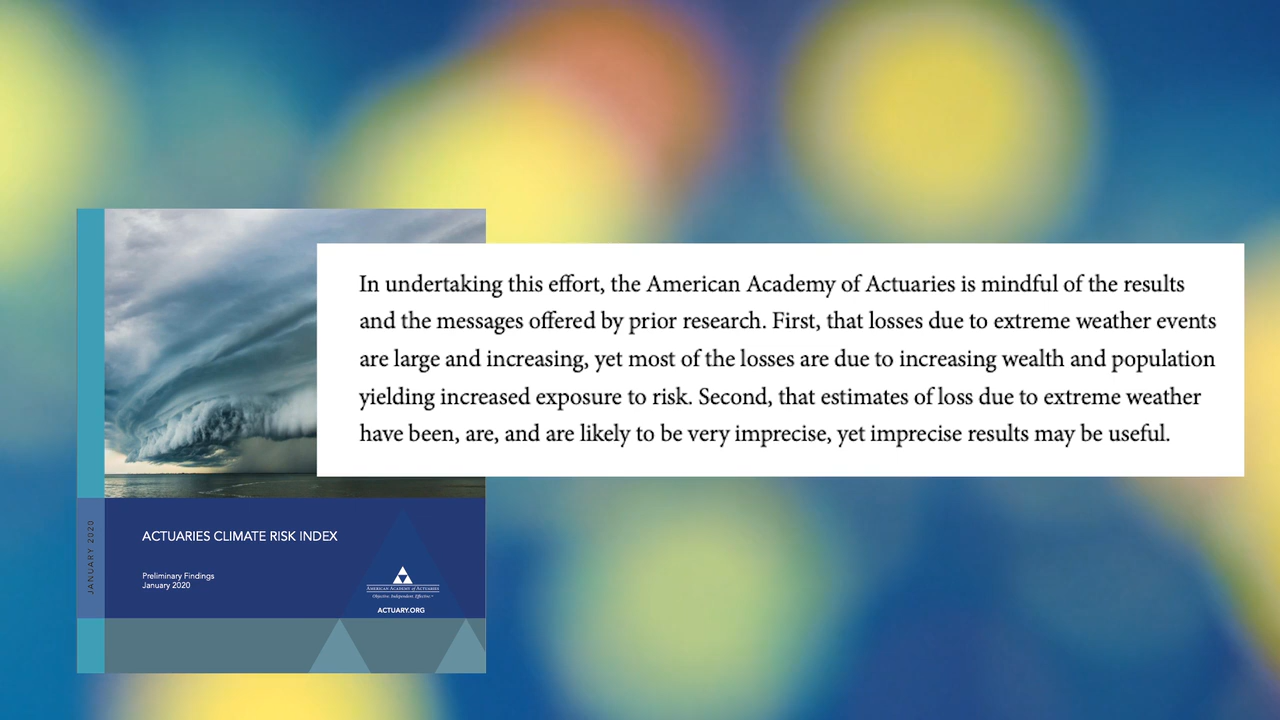 In undertaking this effort, the American Academy of Actuaries is mindful of the results
and the messages offered by prior research. First, that losses due to extreme weather events
are large and increasing, yet most of the losses are due to increasing wealth and population
yielding increased exposure to risk. Second, that estimates of loss due to extreme weather
have been, are, and are likely to be very imprecise, yet imprecise results may be useful.
JANUARY 2020
ACTUARIES CLIMATE RISK INDEX
Preliminary Findings
January 2020
AMERICAN ACADEMY of ACTUARIES
Objective. Independent. Effective.™
ACTUARY.ORG